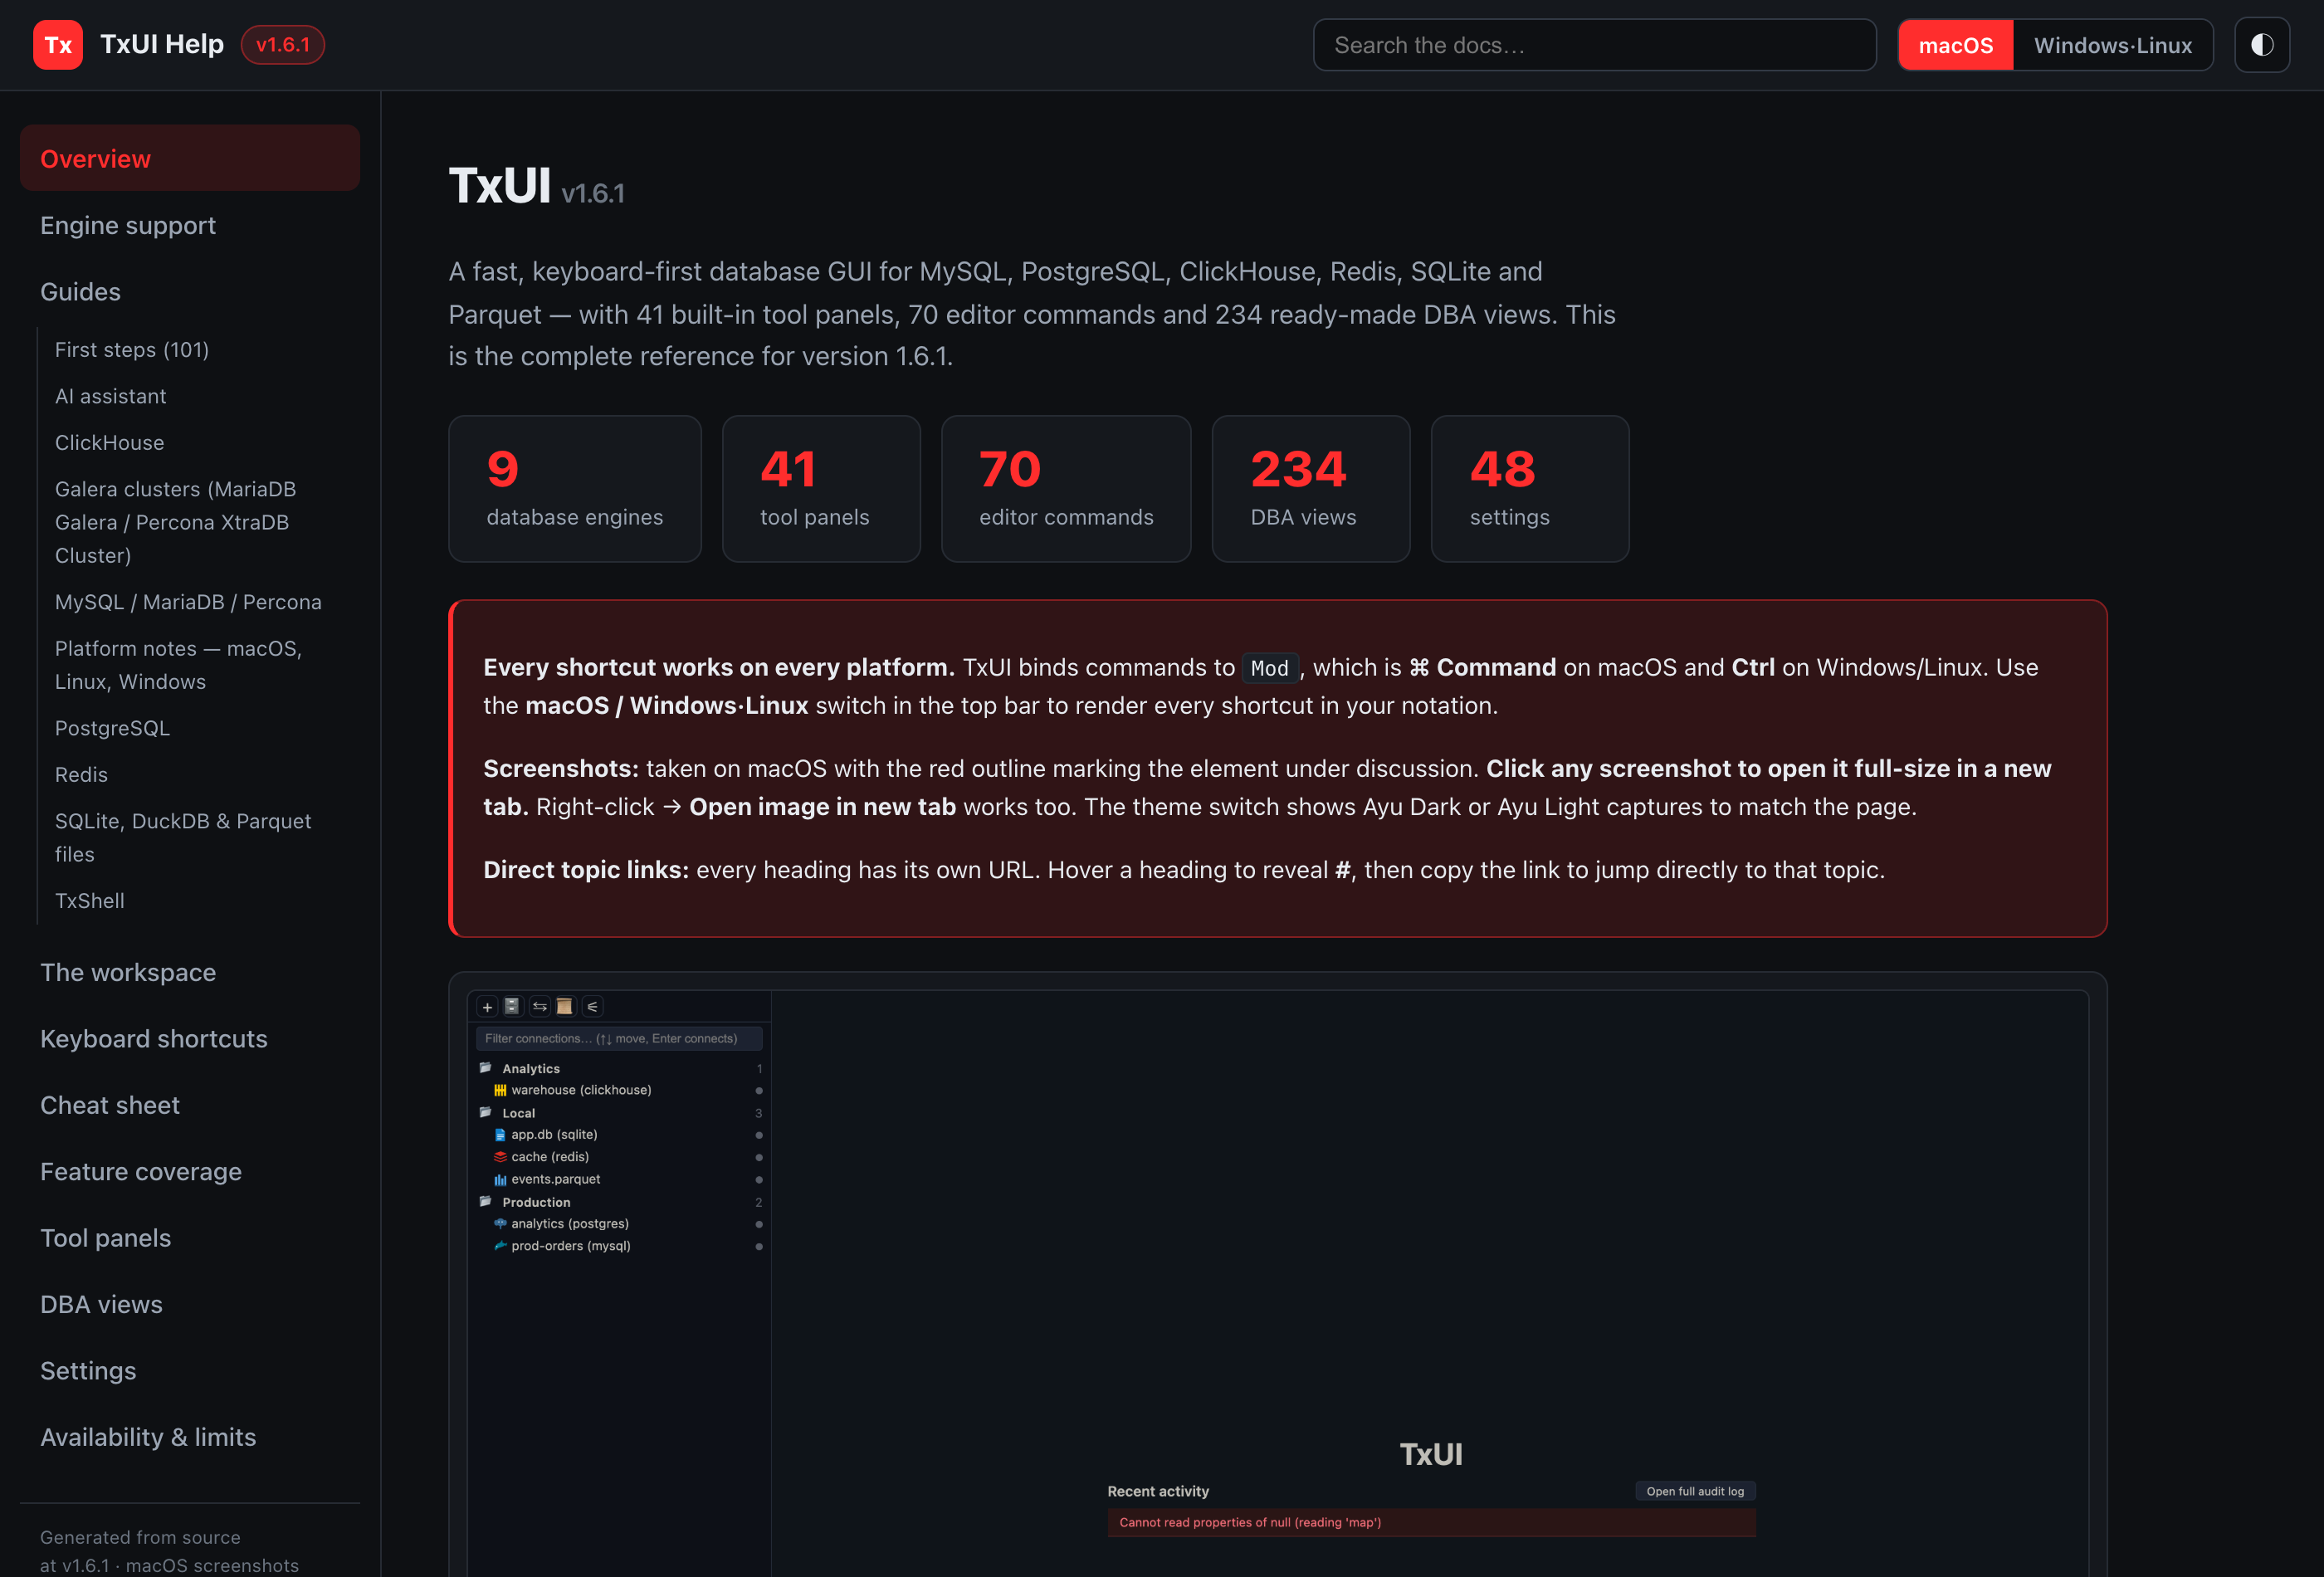 Tx
TxUI Help
v1.6.1
Search the docs…
macOS
Windows·Linux
Overview
Engine support
Guides
First steps (101)
AI assistant
ClickHouse
Galera clusters (MariaDB
Galera / Percona XtraDB
Cluster)
MySQL / MariaDB / Percona
Platform notes — macOS,
Linux, Windows
PostgreSQL
Redis
SQLite, DuckDB & Parquet
files
TxShell
The workspace
Keyboard shortcuts
Cheat sheet
Feature coverage
Tool panels
DBA views
Settings
Availability & limits
Generated from source
at v1.6.1 · macOS screenshots
TxUI v1.6.1
A fast, keyboard-first database GUI for MySQL, PostgreSQL, ClickHouse, Redis, SQLite and
Parquet — with 41 built-in tool panels, 70 editor commands and 234 ready-made DBA views. This
is the complete reference for version 1.6.1.
9
database engines
41
tool panels
70
editor commands
234
DBA views
48
settings
Every shortcut works on every platform. TxUI binds commands to Mod, which is ⌘ Command on macOS and Ctrl on Windows/Linux. Use
the macOS / Windows·Linux switch in the top bar to render every shortcut in your notation.
Screenshots: taken on macOS with the red outline marking the element under discussion. Click any screenshot to open it full-size in a new
tab. Right-click → Open image in new tab works too. The theme switch shows Ayu Dark or Ayu Light captures to match the page.
Direct topic links: every heading has its own URL. Hover a heading to reveal #, then copy the link to jump directly to that topic.
Filter connections… (↑↓ move, Enter connects)
Analytics 1
warehouse (clickhouse)
Local 3
app.db (sqlite)
cache (redis)
events.parquet
Production 2
analytics (postgres)
prod-orders (mysql)
TxUI
Recent activity
Open full audit log
Cannot read properties of null (reading 'map')